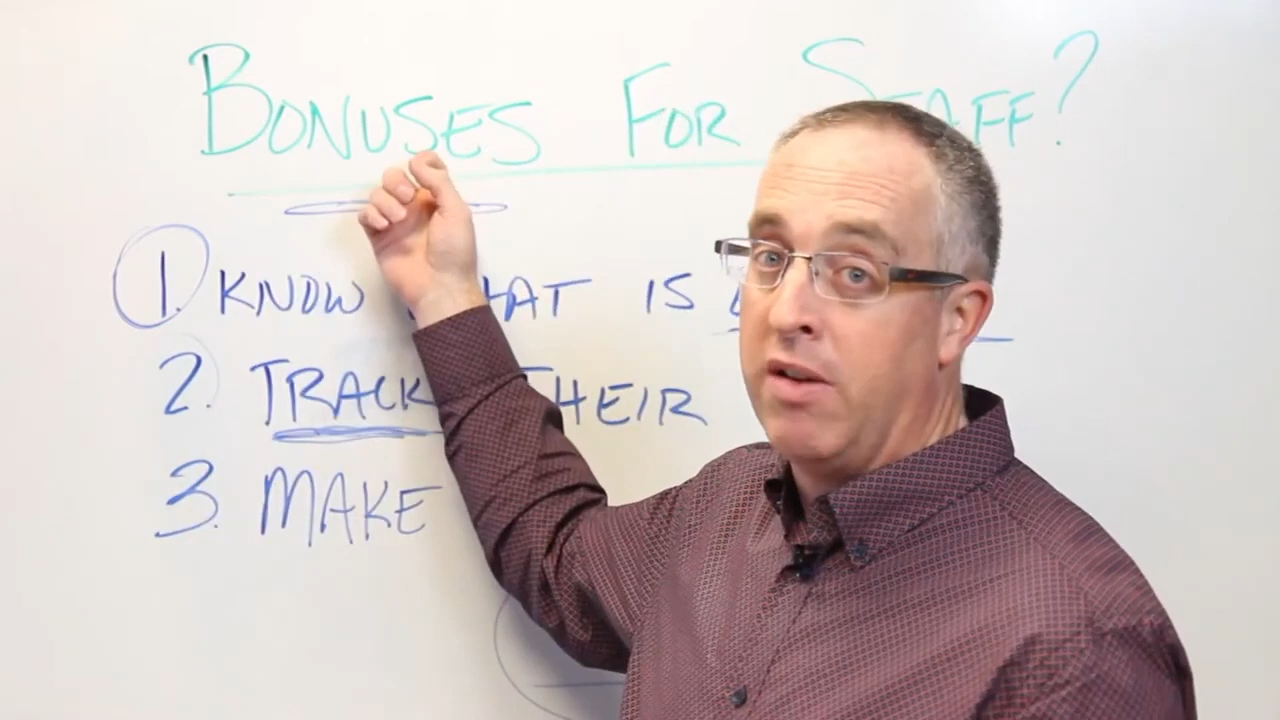 BONUSES FOR STAFF?
1. KNOW WHAT IS
2. TRACK THEIR
3. MAKE